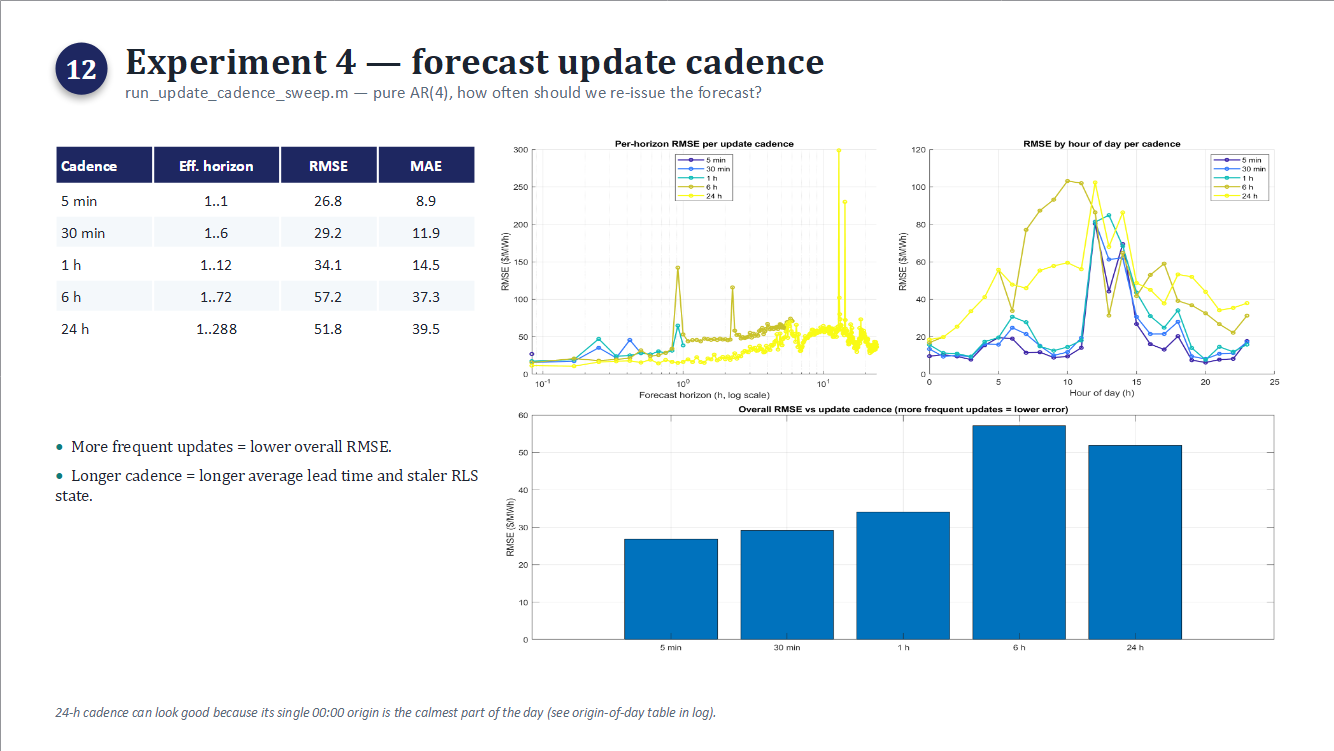 12
Experiment 4 — forecast update cadence
run_update_cadence_sweep.m — pure AR(4), how often should we re-issue the forecast?
Cadence Eff. horizon RMSE MAE
5 min 1..1 26.8 8.9
30 min 1..6 29.2 11.9
1 h 1..12 34.1 14.5
6 h 1..72 57.2 37.3
24 h 1..288 51.8 39.5
• More frequent updates = lower overall RMSE.
• Longer cadence = longer average lead time and staler RLS
state.
Per-horizon RMSE per update cadence
300
250
200
150
100
50
0
RMSE ($/MWh)
5 min
30 min
1 h
6 h
24 h
10⁻¹ 10⁰ 10¹
Forecast horizon (h, log scale)
RMSE by hour of day per cadence
120
100
80
60
40
20
0
RMSE ($/MWh)
5 min
30 min
1 h
6 h
24 h
0 5 10 15 20 25
Hour of day (h)
Overall RMSE vs update cadence (more frequent updates = lower error)
60
50
40
30
20
10
0
RMSE ($/MWh)
5 min 30 min 1 h 6 h 24 h
24-h cadence can look good because its single 00:00 origin is the calmest part of the day (see origin-of-day table in log).